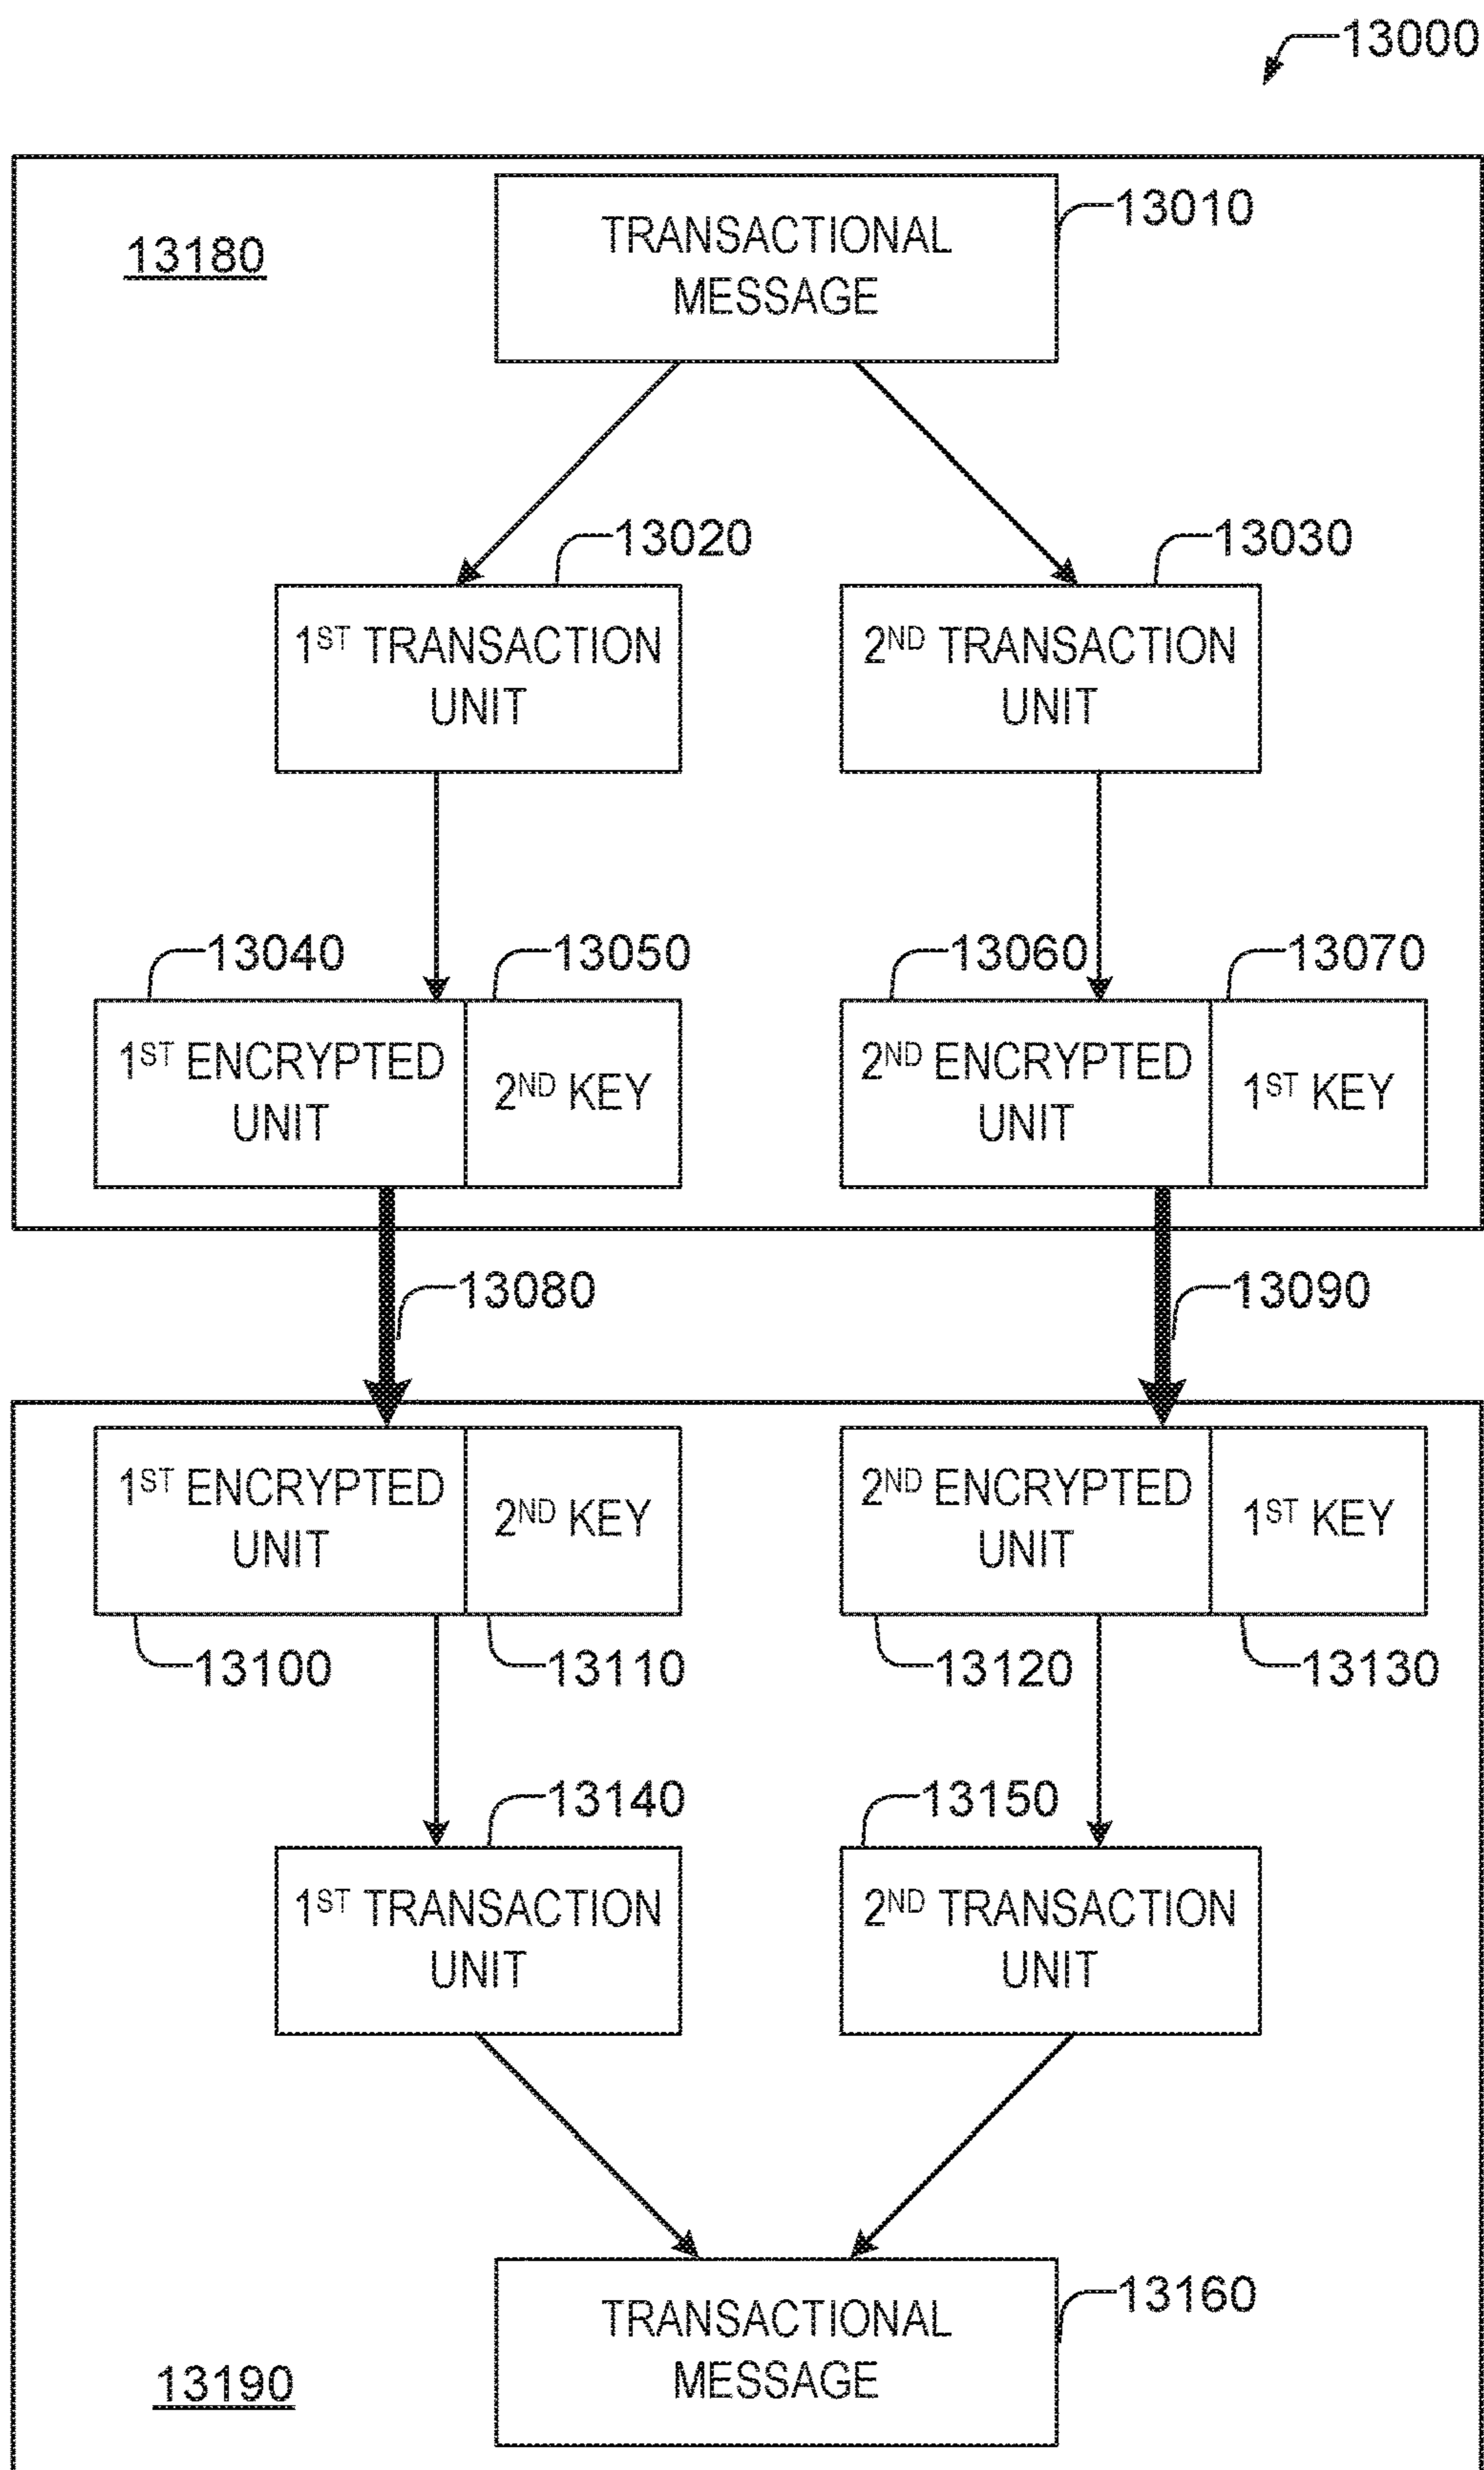 13000
13180
TRANSACTIONAL
MESSAGE
13010
13020
13030
1ST TRANSACTION
UNIT
2ND TRANSACTION
UNIT
13040
13050
13060
13070
1ST ENCRYPTED
UNIT
2ND KEY
2ND ENCRYPTED
UNIT
1ST KEY
13080
13090
1ST ENCRYPTED
UNIT
2ND KEY
2ND ENCRYPTED
UNIT
1ST KEY
13100
13110
13120
13130
13140
13150
1ST TRANSACTION
UNIT
2ND TRANSACTION
UNIT
TRANSACTIONAL
MESSAGE
13160
13190